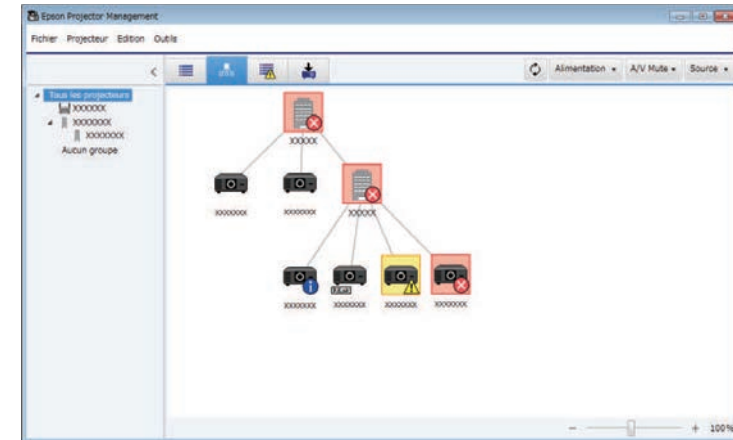 Epson Projector Management
Fichier Projecteur Edition Outils
Alimentation A/V Mute Source
Tous les projecteurs
XXXXXX
XXXXXXX
XXXXXXX
Aucun groupe
XXXXX
XXXXXXX XXXXXXX XXXXX
XXXXXXX XXXXXXX XXXXXXX XXXXXXX
100%